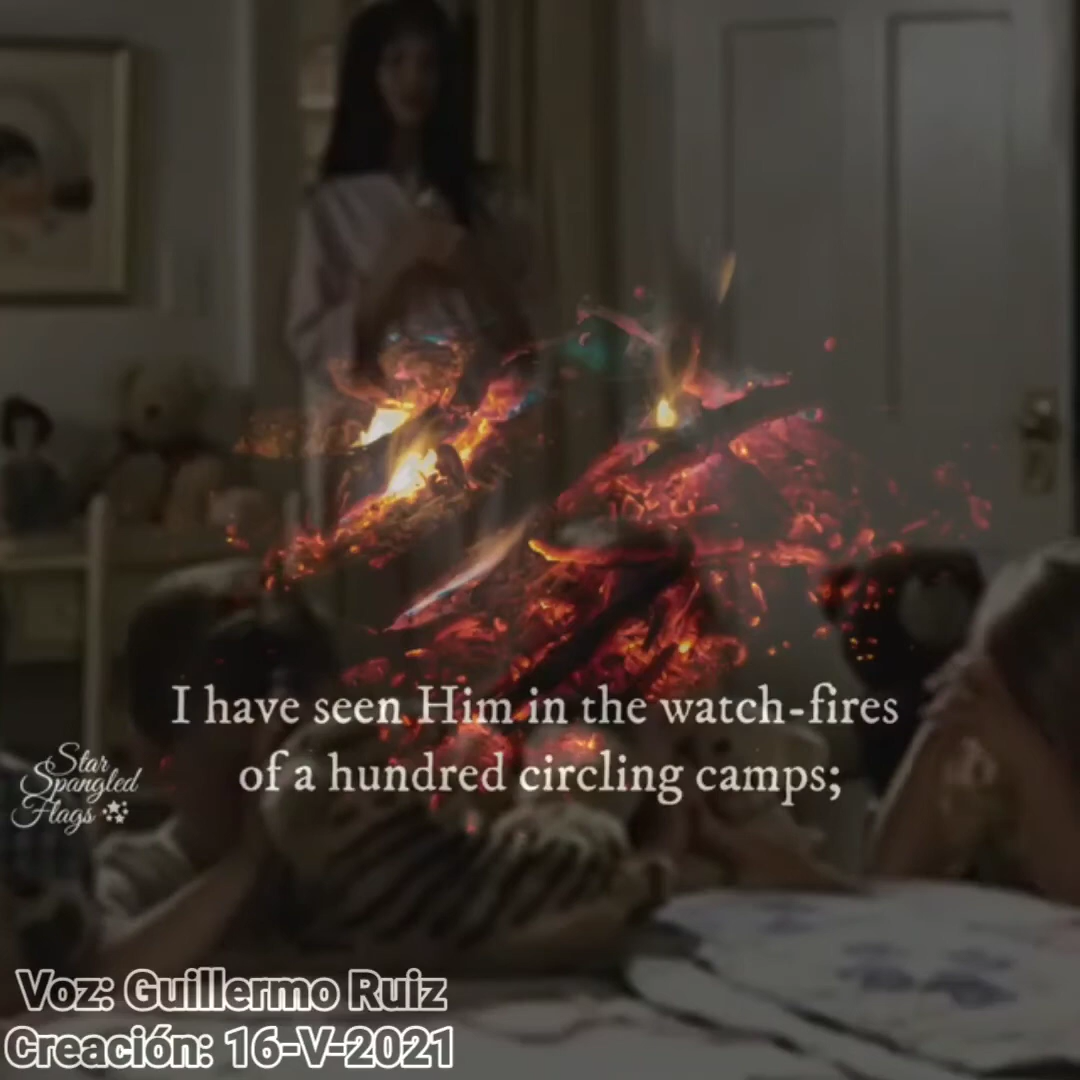 I have seen Him in the watch-fires
of a hundred circling camps;
Star
Spangled
Flags
Voz: Guillermo Ruiz
Creación: 16-V-2021